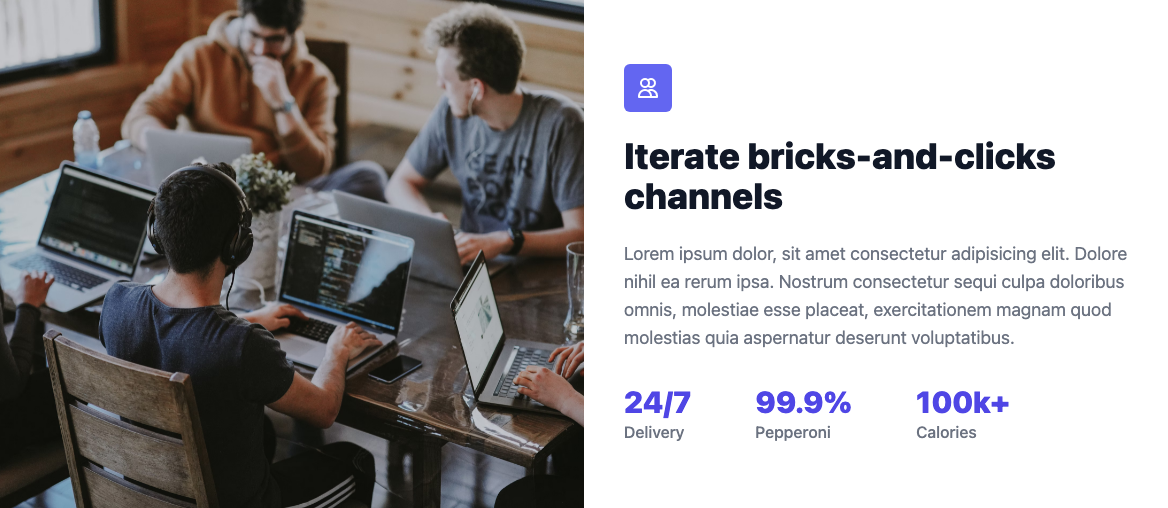 Iterate bricks-and-clicks
channels
Lorem ipsum dolor, sit amet consectetur adipisicing elit. Dolore
nihil ea rerum ipsa. Nostrum consectetur sequi culpa doloribus
omnis, molestiae esse placeat, exercitationem magnam quod
molestias quia aspernatur deserunt voluptatibus.
24/7
99.9%
100k+
Delivery
Pepperoni
Calories